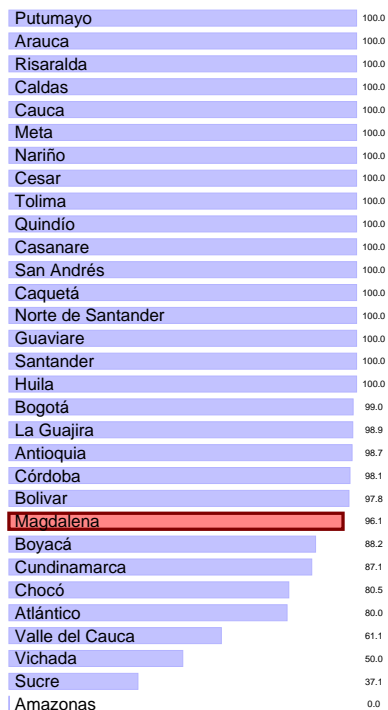 Putumayo 100.0
Arauca 100.0
Risaralda 100.0
Caldas 100.0
Cauca 100.0
Meta 100.0
Nariño 100.0
Cesar 100.0
Tolima 100.0
Quindío 100.0
Casanare 100.0
San Andrés 100.0
Caquetá 100.0
Norte de Santander 100.0
Guaviare 100.0
Santander 100.0
Huila 100.0
Bogotá 99.0
La Guajira 98.9
Antioquia 98.7
Córdoba 98.1
Bolivar 97.8
Magdalena 96.1
Boyacá 88.2
Cundinamarca 87.1
Chocó 80.5
Atlántico 80.0
Valle del Cauca 61.1
Vichada 50.0
Sucre 37.1
Amazonas 0.0